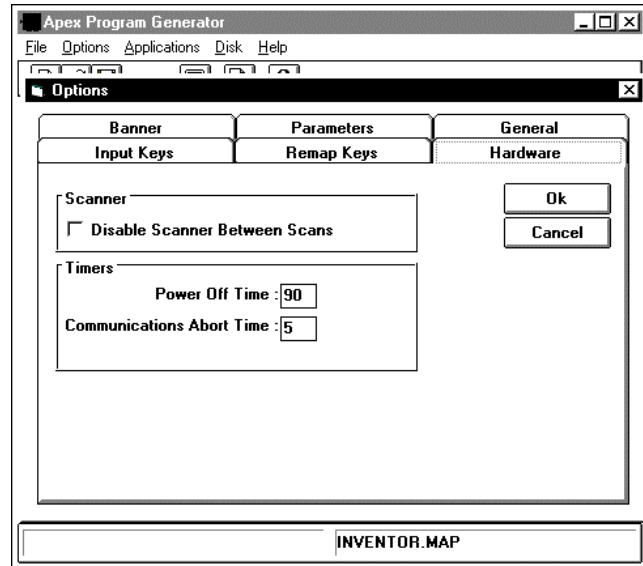 Apex Program Generator
File Options Applications Disk Help
Options
Banner Parameters General
Input Keys Remap Keys Hardware
Scanner
Disable Scanner Between Scans
Ok
Cancel
Timers
Power Off Time : 90
Communications Abort Time : 5
INVENTOR.MAP